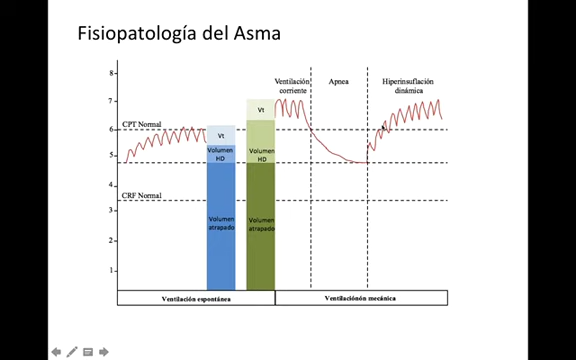 Fisiopatología del Asma
Ventilación
corriente
Apnea
Hiperinsuflación
dinámica
8
7
CPT Normal
6
5
4
CRF Normal
3
2
1
Vt
Volumen
HD
Volumen
atrapado
Vt
Volumen
HD
Volumen
atrapado
Ventilación espontánea
Ventilaciónón mecánica